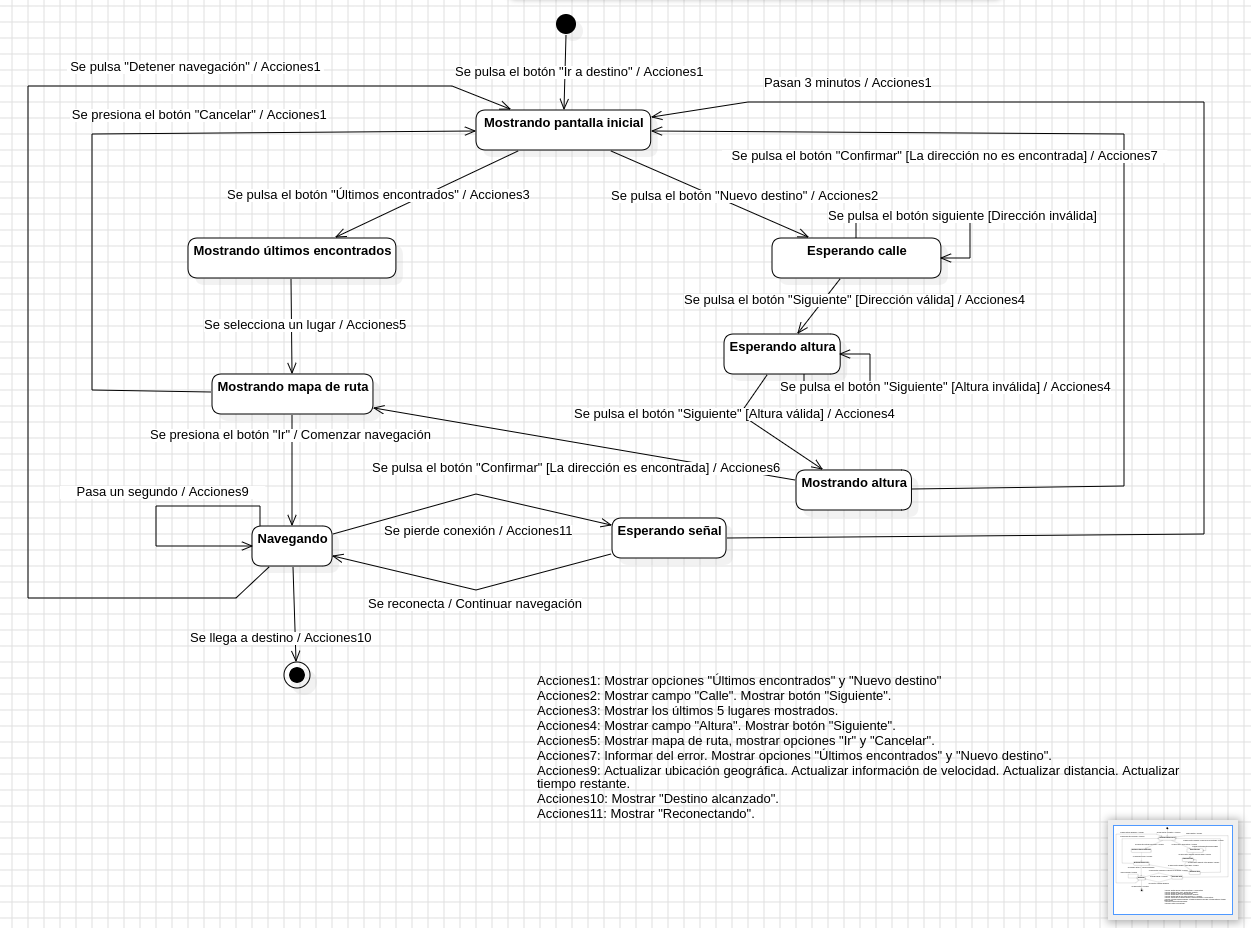 Se pulsa "Detener navegación" / Acciones1
Se pulsa el botón "Ir a destino" / Acciones1
Pasan 3 minutos / Acciones1
Se presiona el botón "Cancelar" / Acciones1
Mostrando pantalla inicial
Se pulsa el botón "Confirmar" [La dirección no es encontrada] / Acciones7
Se pulsa el botón "Últimos encontrados" / Acciones3
Se pulsa el botón "Nuevo destino" / Acciones2
Se pulsa el botón siguiente [Dirección inválida]
Mostrando últimos encontrados
Esperando calle
Se pulsa el botón "Siguiente" [Dirección válida] / Acciones4
Se selecciona un lugar / Acciones5
Esperando altura
Mostrando mapa de ruta
Se pulsa el botón "Siguiente" [Altura inválida] / Acciones4
Se pulsa el botón "Siguiente" [Altura válida] / Acciones4
Se presiona el botón "Ir" / Comenzar navegación
Se pulsa el botón "Confirmar" [La dirección es encontrada] / Acciones6
Mostrando altura
Pasa un segundo / Acciones9
Se pierde conexión / Acciones11
Esperando señal
Navegando
Se reconecta / Continuar navegación
Se llega a destino / Acciones10
Acciones1: Mostrar opciones "Últimos encontrados" y "Nuevo destino"
Acciones2: Mostrar campo "Calle". Mostrar botón "Siguiente".
Acciones3: Mostrar los últimos 5 lugares mostrados.
Acciones4: Mostrar campo "Altura". Mostrar botón "Siguiente".
Acciones5: Mostrar mapa de ruta, mostrar opciones "Ir" y "Cancelar".
Acciones7: Informar del error. Mostrar opciones "Últimos encontrados" y "Nuevo destino".
Acciones9: Actualizar ubicación geográfica. Actualizar información de velocidad. Actualizar distancia. Actualizar
tiempo restante.
Acciones10: Mostrar "Destino alcanzado".
Acciones11: Mostrar "Reconectando".